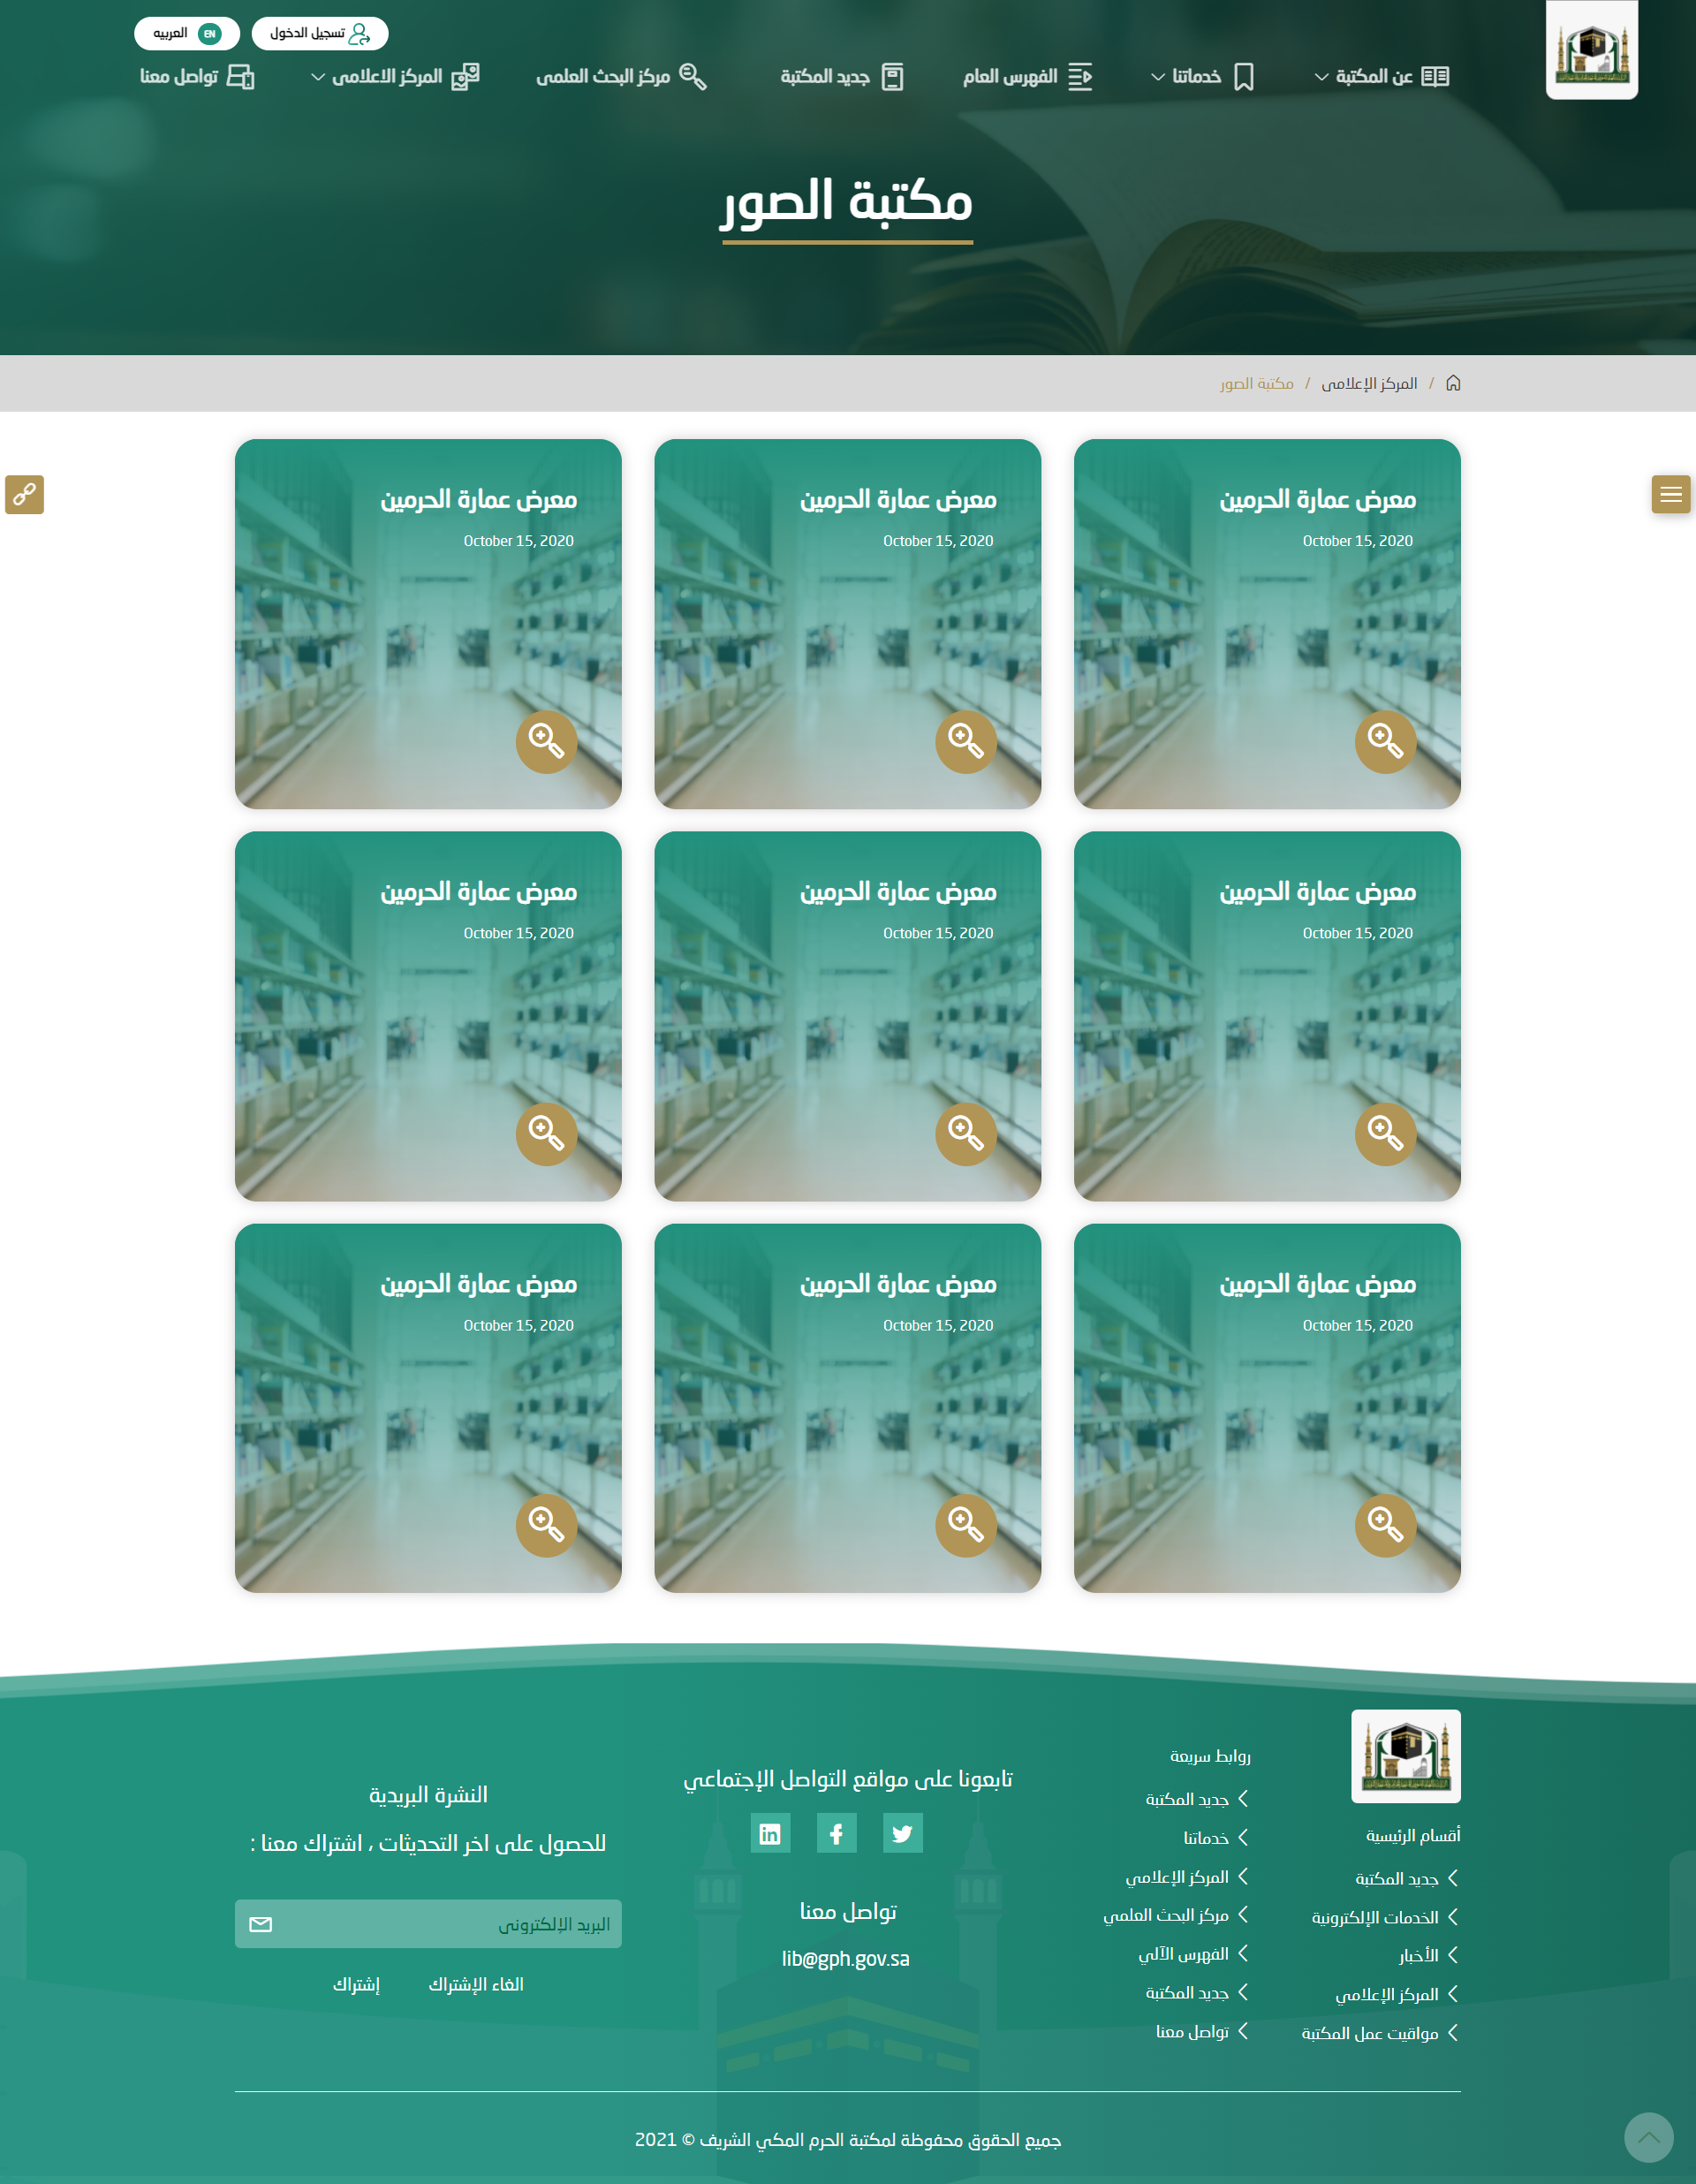 تسجيل الدخول
EN العربيه
عن المكتبة
خدماتنا
الفهرس العام
جديد المكتبة
مركز البحث العلمى
المركز الاعلامى
تواصل معنا
مكتبة الصور
/ المركز الإعلامى / مكتبة الصور
معرض عمارة الحرمين
October 15, 2020
معرض عمارة الحرمين
October 15, 2020
معرض عمارة الحرمين
October 15, 2020
معرض عمارة الحرمين
October 15, 2020
معرض عمارة الحرمين
October 15, 2020
معرض عمارة الحرمين
October 15, 2020
معرض عمارة الحرمين
October 15, 2020
معرض عمارة الحرمين
October 15, 2020
معرض عمارة الحرمين
October 15, 2020
أقسام الرئيسية
جديد المكتبة
الخدمات الإلكترونية
الأخبار
المركز الإعلامي
مواقيت عمل المكتبة
روابط سريعة
جديد المكتبة
خدماتنا
المركز الإعلامي
مركز البحث العلمي
الفهرس الآلي
جديد المكتبة
تواصل معنا
تابعونا على مواقع التواصل الإجتماعي
تواصل معنا
lib@gph.gov.sa
النشرة البريدية
للحصول على اخر التحديثات ، اشتراك معنا :
البريد الإلكترونى
الغاء الإشتراك
إشتراك
جميع الحقوق محفوظة لمكتبة الحرم المكي الشريف © 2021